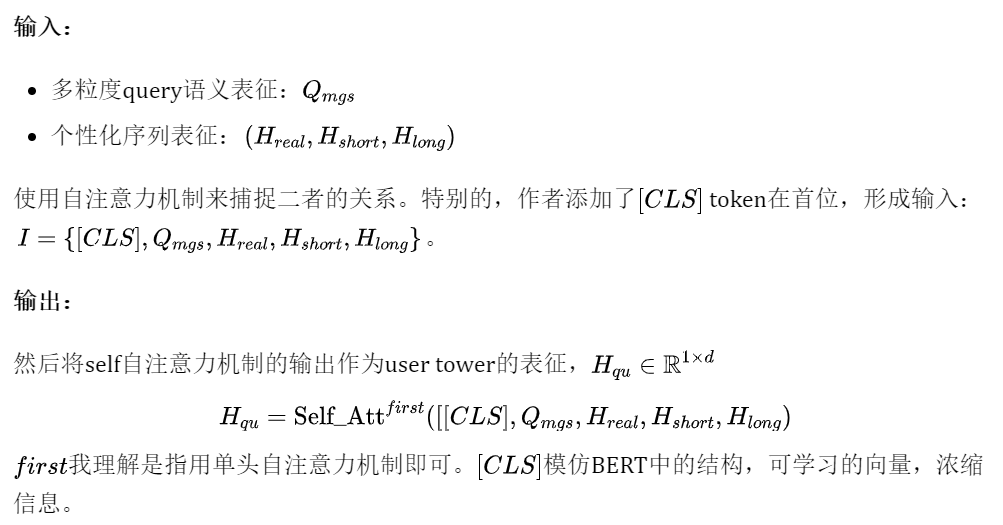 输入：
• 多粒度query语义表征：Q_{mgs}
• 个性化序列表征：(H_{real}, H_{short}, H_{long})
使用自注意力机制来捕捉二者的关系。特别的，作者添加了[CLS] token在首位，形成输入：
I = {[CLS], Q_{mgs}, H_{real}, H_{short}, H_{long}} 。
输出：
然后将self自注意力机制的输出作为user tower的表征，H_{qu} ∈ ℝ^{1×d}
H_{qu} = Self_Att^{first}([[CLS], Q_{mgs}, H_{real}, H_{short}, H_{long})
first我理解是指用单头自注意力机制即可。[CLS]模仿BERT中的结构，可学习的向量，浓缩
信息。